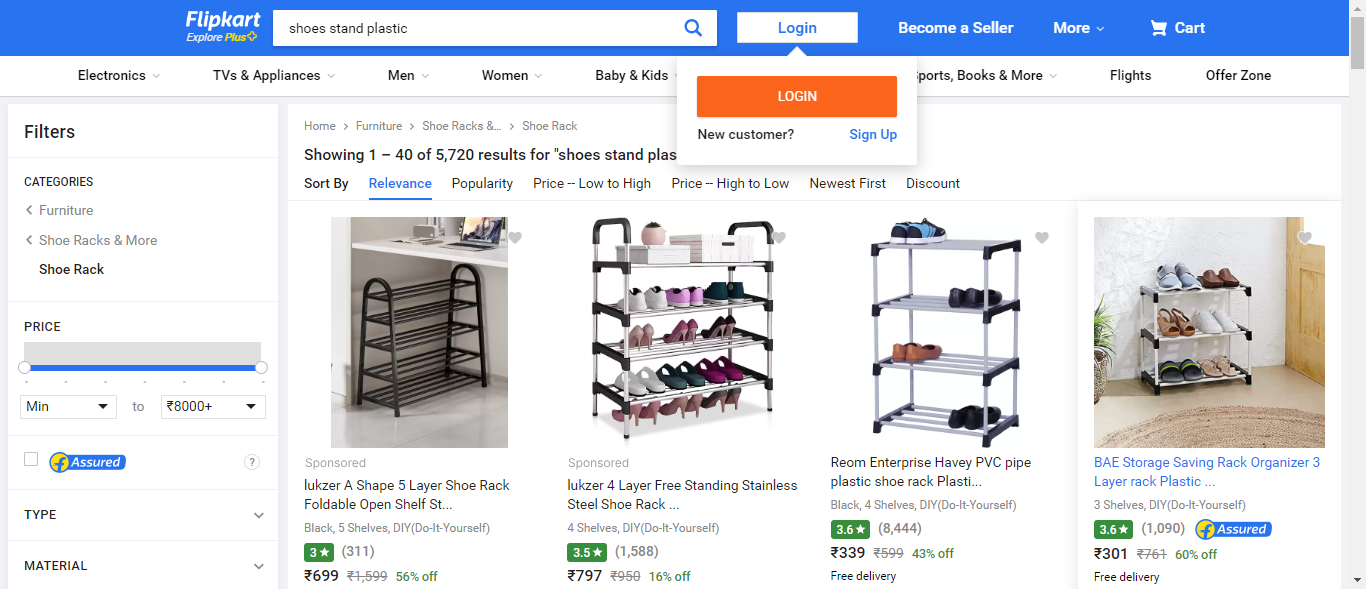 Flipkart
Explore Plus
shoes stand plastic
Login
Become a Seller
More
Cart
Electronics
TVs & Appliances
Men
Women
Baby & Kids
ports, Books & More
Flights
Offer Zone
LOGIN
New customer? Sign Up
Filters
CATEGORIES
Furniture
Shoe Racks & More
Shoe Rack
PRICE
Min to ₹8000+
Assured ?
TYPE
MATERIAL
Home > Furniture > Shoe Racks &... > Shoe Rack
Showing 1 – 40 of 5,720 results for "shoes stand plas
Sort By Relevance Popularity Price -- Low to High Price -- High to Low Newest First Discount
Sponsored
lukzer A Shape 5 Layer Shoe Rack
Foldable Open Shelf St...
Black, 5 Shelves, DIY(Do-It-Yourself)
3★ (311)
₹699 ₹1,599 56% off
Sponsored
lukzer 4 Layer Free Standing Stainless
Steel Shoe Rack ...
4 Shelves, DIY(Do-It-Yourself)
3.5★ (1,588)
₹797 ₹950 16% off
Reom Enterprise Havey PVC pipe
plastic shoe rack Plasti...
Black, 4 Shelves, DIY(Do-It-Yourself)
3.6★ (8,444)
₹339 ₹599 43% off
Free delivery
BAE Storage Saving Rack Organizer 3
Layer rack Plastic ...
3 Shelves, DIY(Do-It-Yourself)
3.6★ (1,090) Assured
₹301 ₹761 60% off
Free delivery